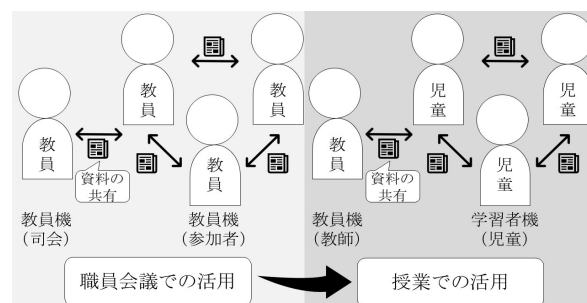 教員
教員
教員
教員
資料の
共有
教員機
(司会)
教員機
(参加者)
職員会議での活用
児童
児童
教員
児童
資料の
共有
教員機
(教師)
学習者機
(児童)
授業での活用